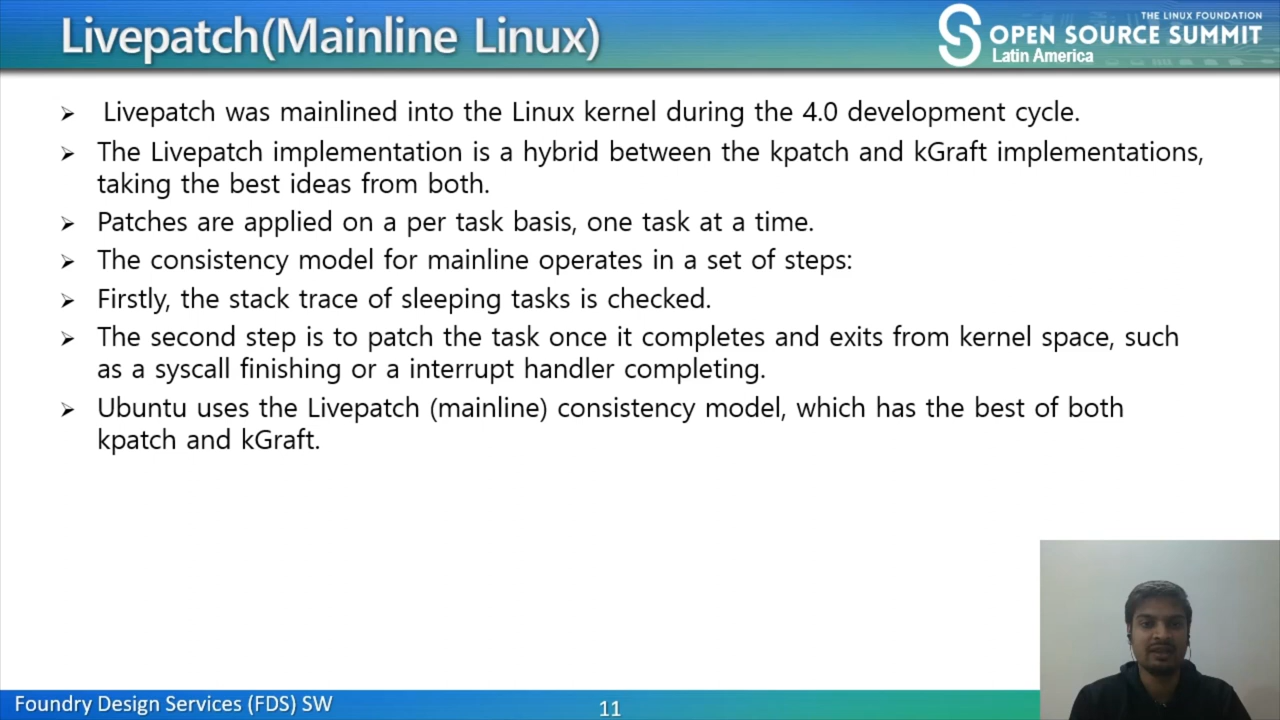 Livepatch(Mainline Linux)
THE LINUX FOUNDATION
OPEN SOURCE SUMMIT
Latin America
➢ Livepatch was mainlined into the Linux kernel during the 4.0 development cycle.
➢ The Livepatch implementation is a hybrid between the kpatch and kGraft implementations,
taking the best ideas from both.
➢ Patches are applied on a per task basis, one task at a time.
➢ The consistency model for mainline operates in a set of steps:
➢ Firstly, the stack trace of sleeping tasks is checked.
➢ The second step is to patch the task once it completes and exits from kernel space, such
as a syscall finishing or a interrupt handler completing.
➢ Ubuntu uses the Livepatch (mainline) consistency model, which has the best of both
kpatch and kGraft.
Foundry Design Services (FDS) SW
11